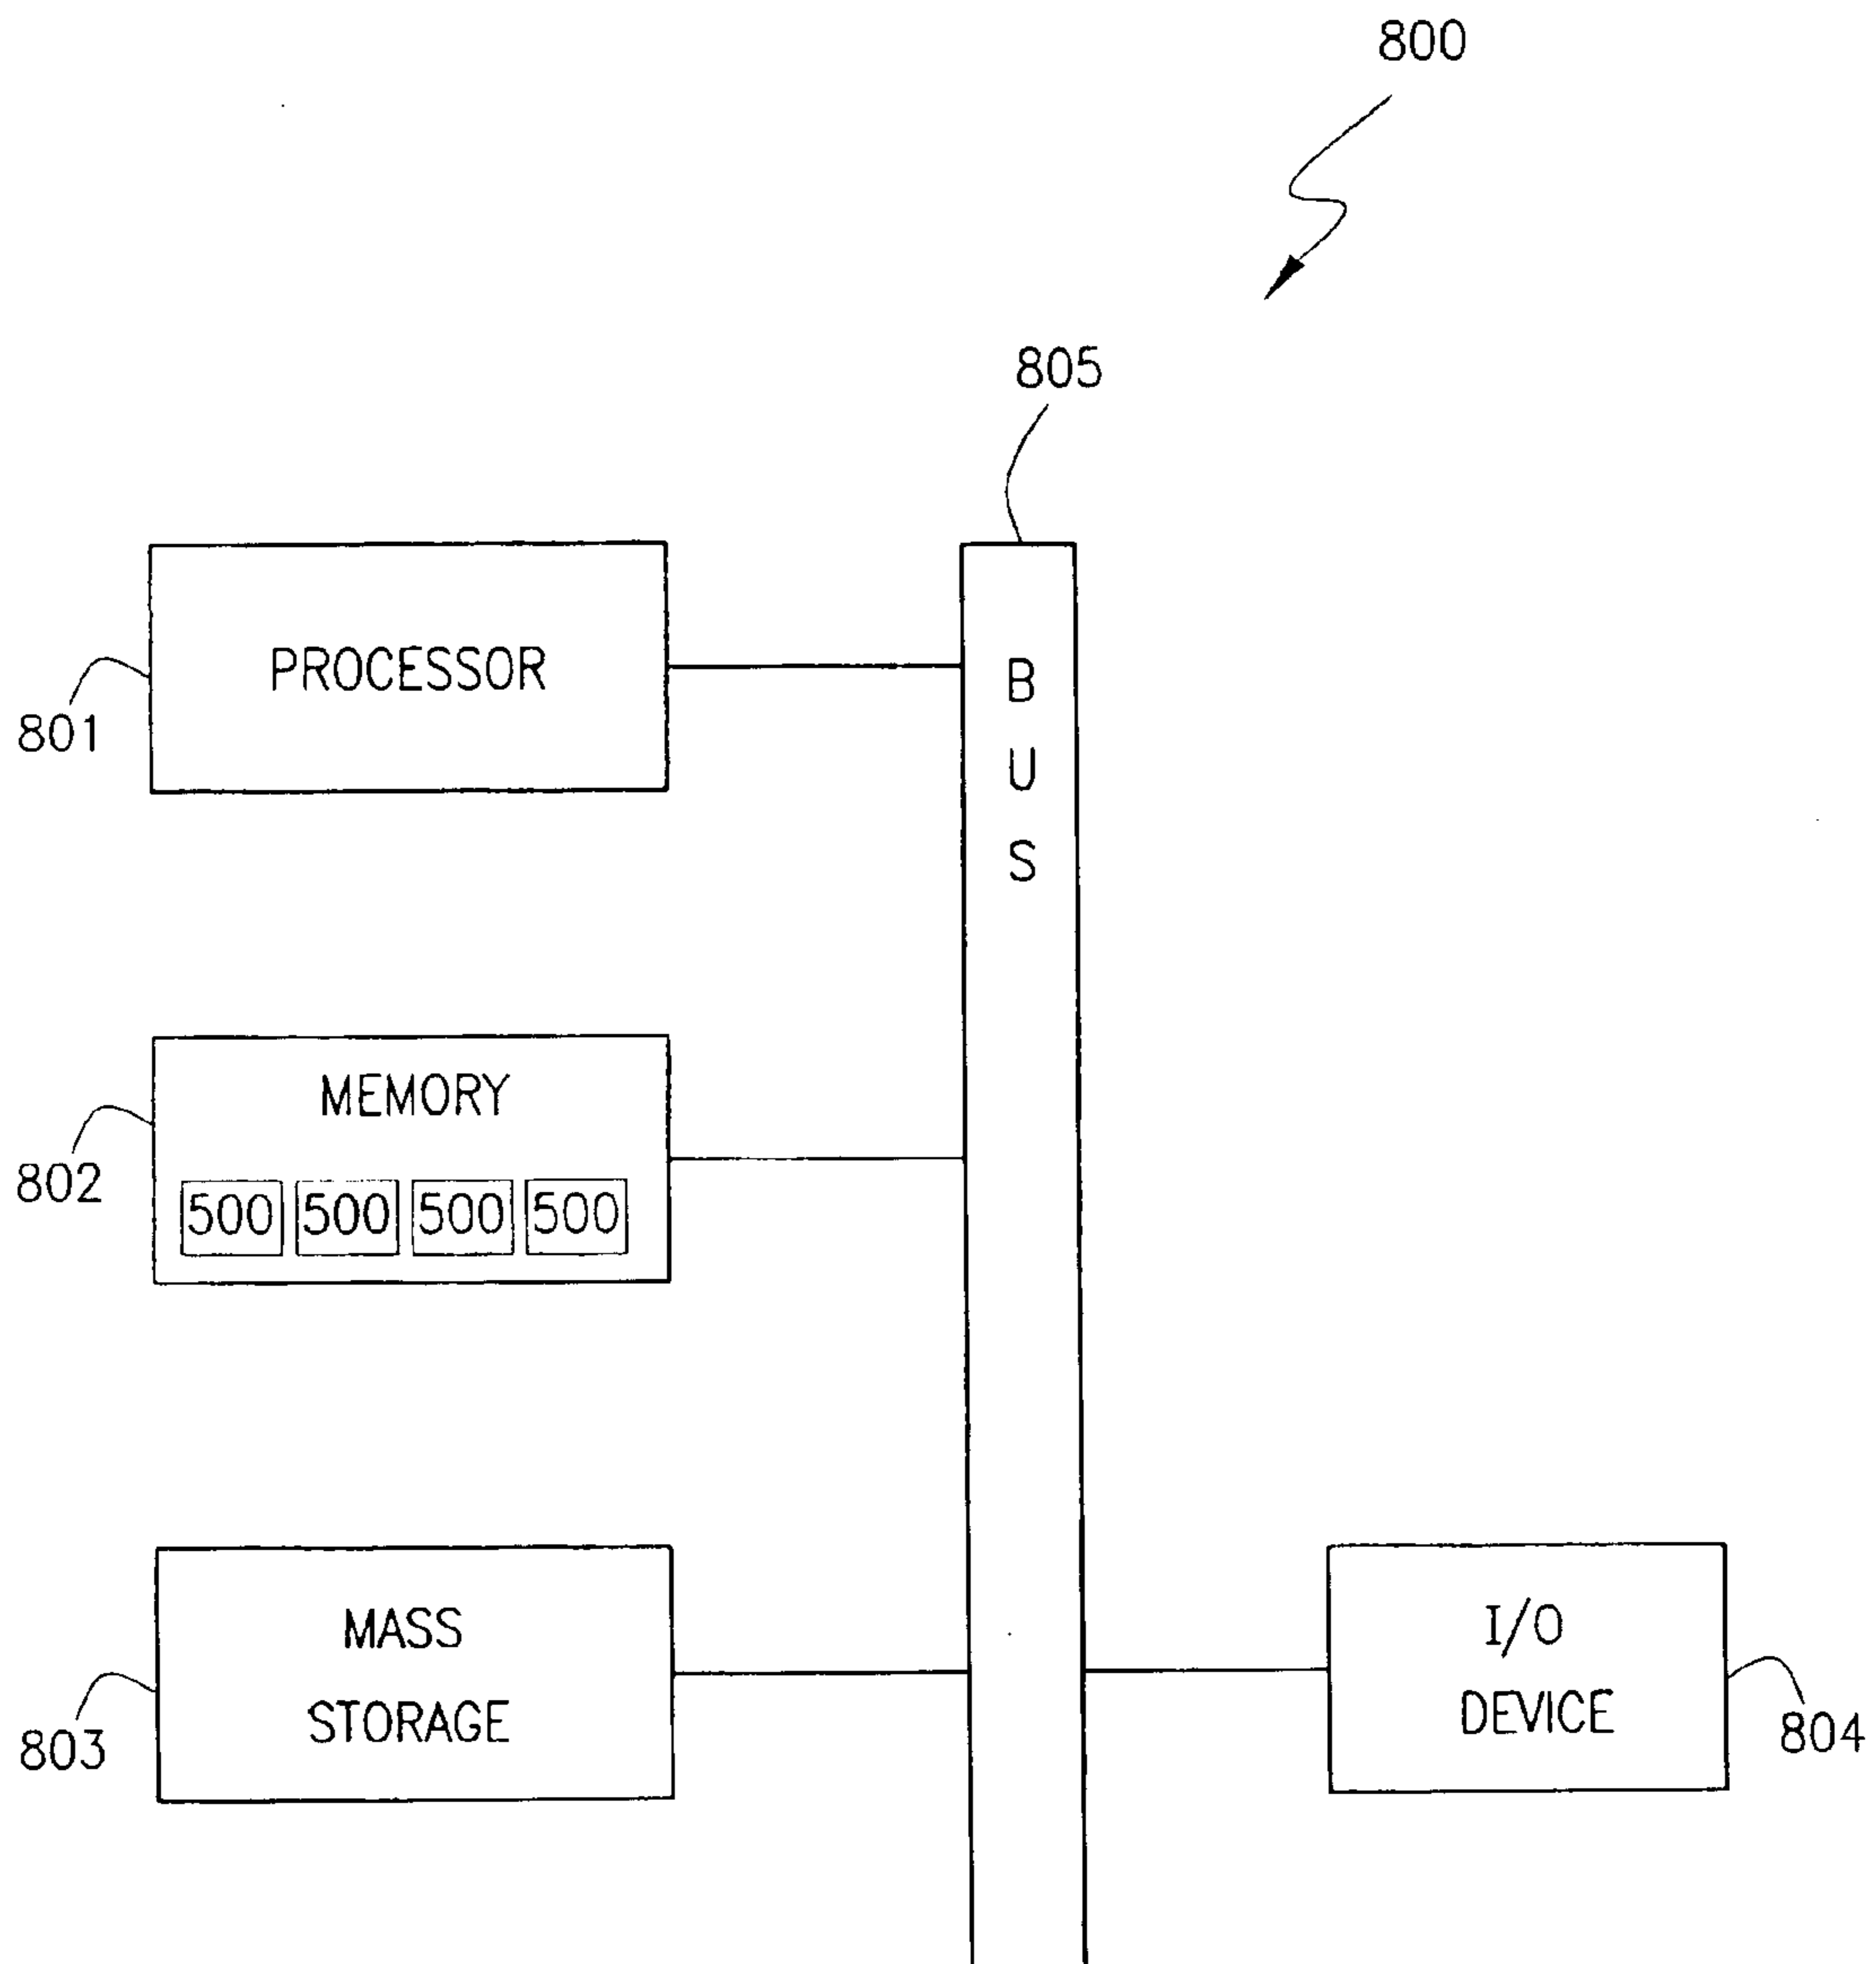 800
805
PROCESSOR
801
B
U
S
MEMORY
802
500 500 500 500
MASS
STORAGE
803
I/O
DEVICE
804